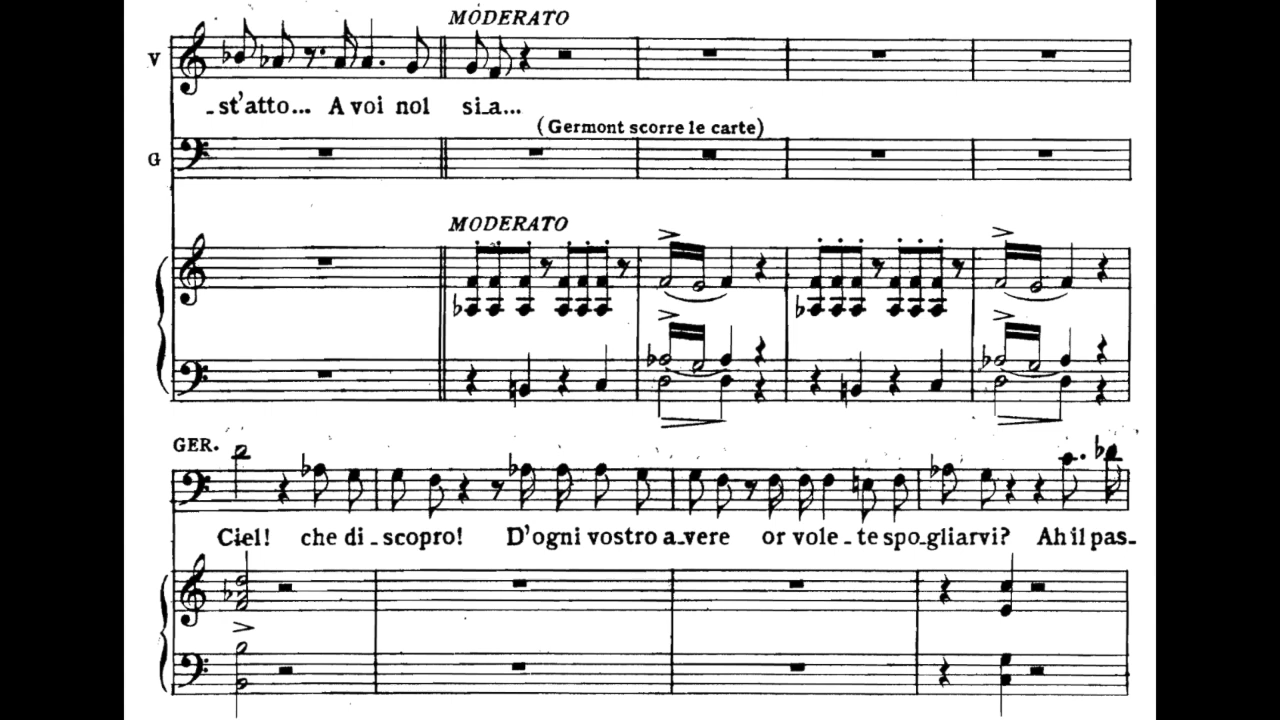 MODERATO
V
- st'atto... A voi nol si-a...
(Germont scorre le carte)
G
MODERATO
GER.
Ciel! che di - scopro! D'ogni vostro a-vere or vole - te spo-gliarvi? Ah il pas-